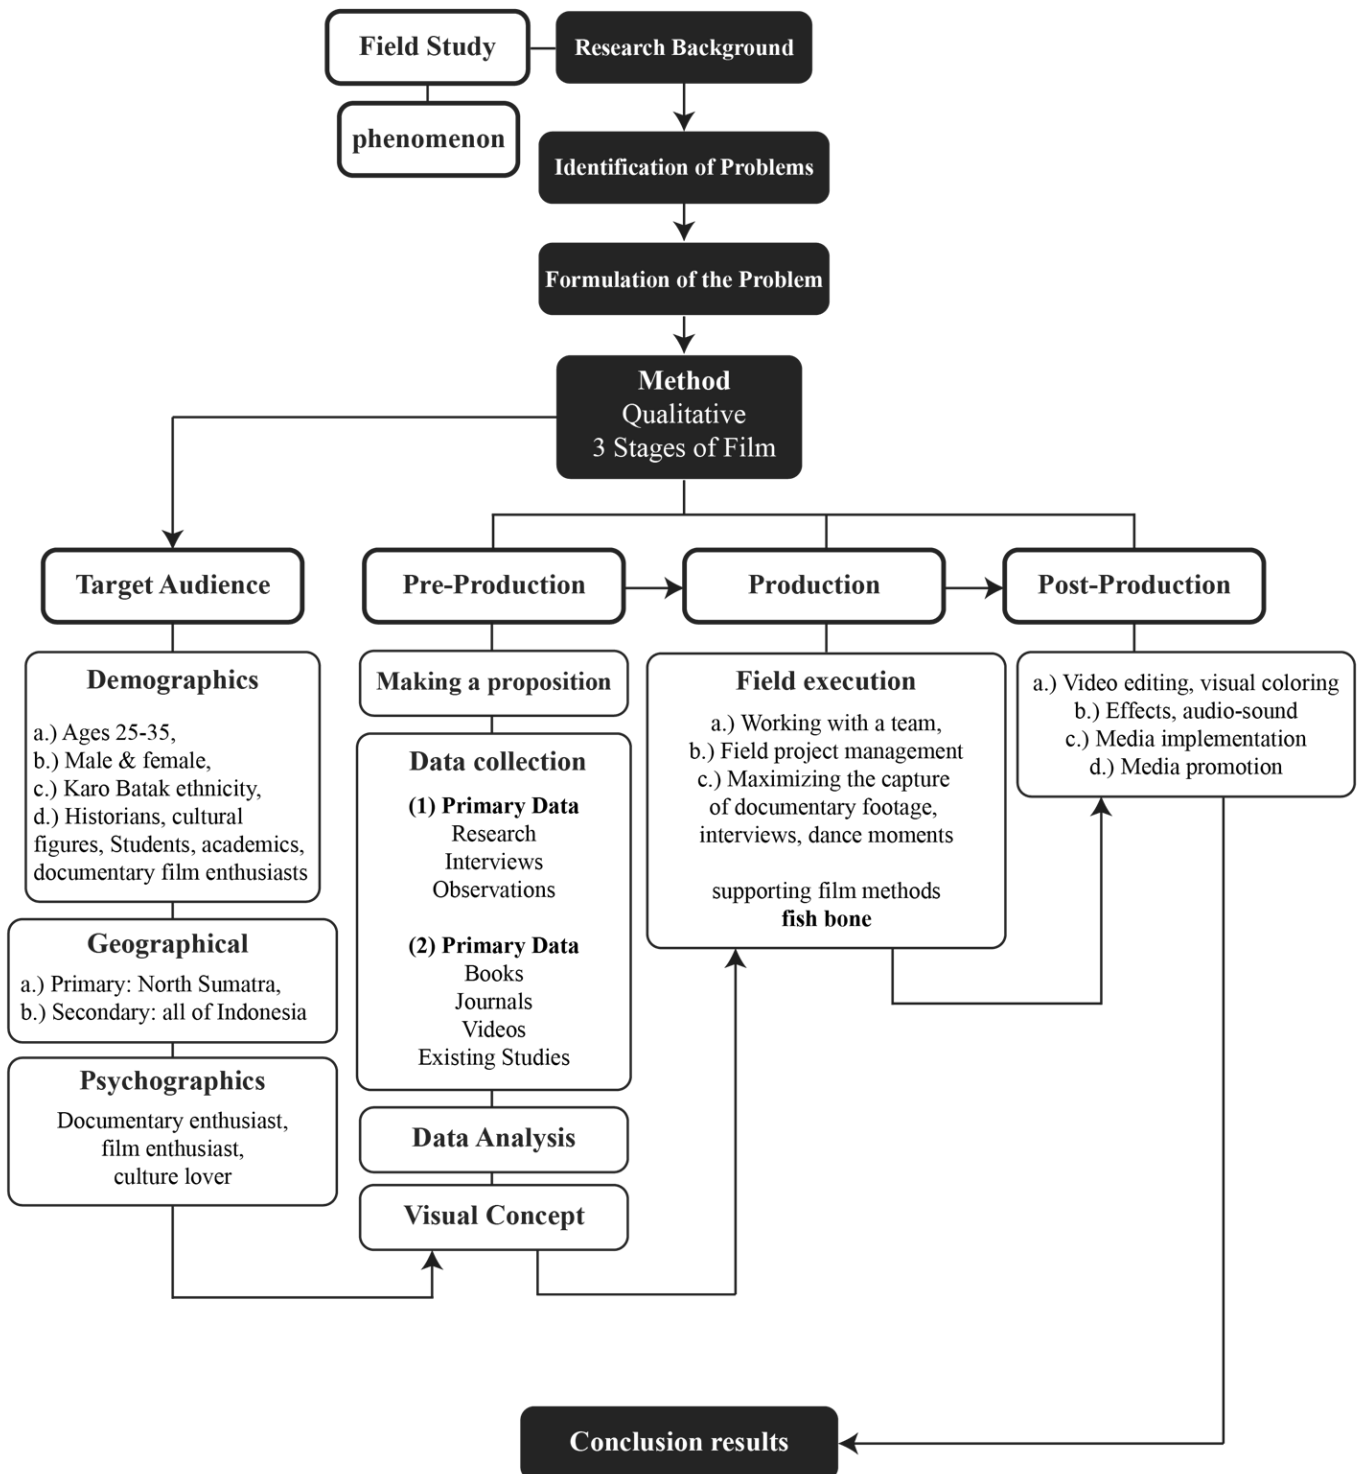 Field Study
Research Background
phenomenon
Identification of Problems
Formulation of the Problem
Method
Qualitative
3 Stages of Film
Target Audience
Demographics
a.) Ages 25-35,
b.) Male & female,
c.) Karo Batak ethnicity,
d.) Historians, cultural
figures, Students, academics,
documentary film enthusiasts
Geographical
a.) Primary: North Sumatra,
b.) Secondary: all of Indonesia
Psychographics
Documentary enthusiast,
film enthusiast,
culture lover
Pre-Production
Making a proposition
Data collection
(1) Primary Data
Research
Interviews
Observations
(2) Primary Data
Books
Journals
Videos
Existing Studies
Data Analysis
Visual Concept
Production
Field execution
a.) Working with a team,
b.) Field project management
c.) Maximizing the capture
of documentary footage,
interviews, dance moments
supporting film methods
fish bone
Post-Production
a.) Video editing, visual coloring
b.) Effects, audio-sound
c.) Media implementation
d.) Media promotion
Conclusion results